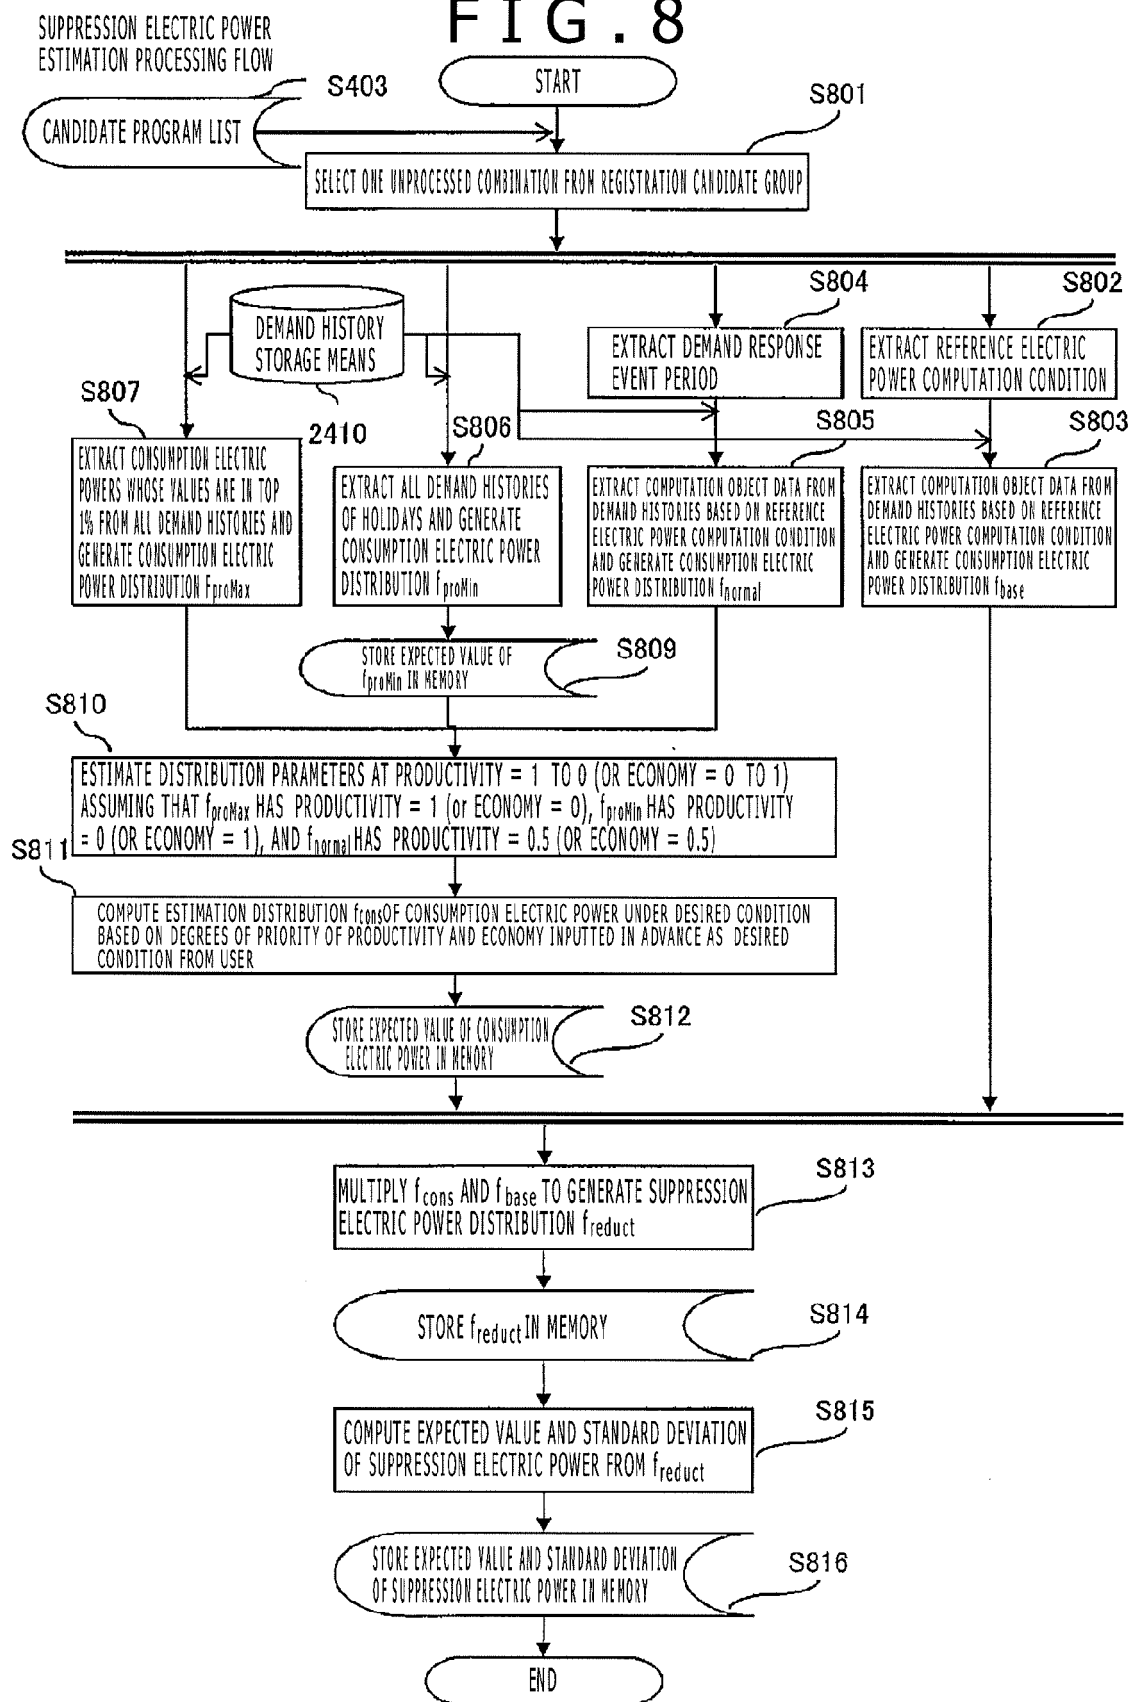 FIG. 8
SUPPRESSION ELECTRIC POWER
ESTIMATION PROCESSING FLOW
S403
START
S801
CANDIDATE PROGRAM LIST
SELECT ONE UNPROCESSED COMBINATION FROM REGISTRATION CANDIDATE GROUP
S804
S802
DEMAND HISTORY
STORAGE MEANS
2410
EXTRACT DEMAND RESPONSE
EVENT PERIOD
EXTRACT REFERENCE ELECTRIC
POWER COMPUTATION CONDITION
S807
S806
S805
S803
EXTRACT CONSUMPTION ELECTRIC
POWERS WHOSE VALUES ARE IN TOP
1% FROM ALL DEMAND HISTORIES AND
GENERATE CONSUMPTION ELECTRIC
POWER DISTRIBUTION FproMax
EXTRACT ALL DEMAND HISTORIES
OF HOLIDAYS AND GENERATE
CONSUMPTION ELECTRIC POWER
DISTRIBUTION fproMin
EXTRACT COMPUTATION OBJECT DATA FROM
DEMAND HISTORIES BASED ON REFERENCE
ELECTRIC POWER COMPUTATION CONDITION
AND GENERATE CONSUMPTION ELECTRIC
POWER DISTRIBUTION fnormal
EXTRACT COMPUTATION OBJECT DATA FROM
DEMAND HISTORIES BASED ON REFERENCE
ELECTRIC POWER COMPUTATION CONDITION
AND GENERATE CONSUMPTION ELECTRIC
POWER DISTRIBUTION fbase
STORE EXPECTED VALUE OF
fproMin IN MEMORY
S809
S810
ESTIMATE DISTRIBUTION PARAMETERS AT PRODUCTIVITY = 1 TO 0 (OR ECONOMY = 0 TO 1)
ASSUMING THAT fproMax HAS PRODUCTIVITY = 1 (or ECONOMY = 0), fproMin HAS PRODUCTIVITY
= 0 (OR ECONOMY = 1), AND fnormal HAS PRODUCTIVITY = 0.5 (OR ECONOMY = 0.5)
S811
COMPUTE ESTIMATION DISTRIBUTION fconsOF CONSUMPTION ELECTRIC POWER UNDER DESIRED CONDITION
BASED ON DEGREES OF PRIORITY OF PRODUCTIVITY AND ECONOMY INPUTTED IN ADVANCE AS DESIRED
CONDITION FROM USER
STORE EXPECTED VALUE OF CONSUMPTION
ELECTRIC POWER IN MEMORY
S812
MULTIPLY fcons AND fbase TO GENERATE SUPPRESSION
ELECTRIC POWER DISTRIBUTION freduct
S813
STORE freduct IN MEMORY
S814
COMPUTE EXPECTED VALUE AND STANDARD DEVIATION
OF SUPPRESSION ELECTRIC POWER FROM freduct
S815
STORE EXPECTED VALUE AND STANDARD DEVIATION
OF SUPPRESSION ELECTRIC POWER IN MEMORY
S816
END